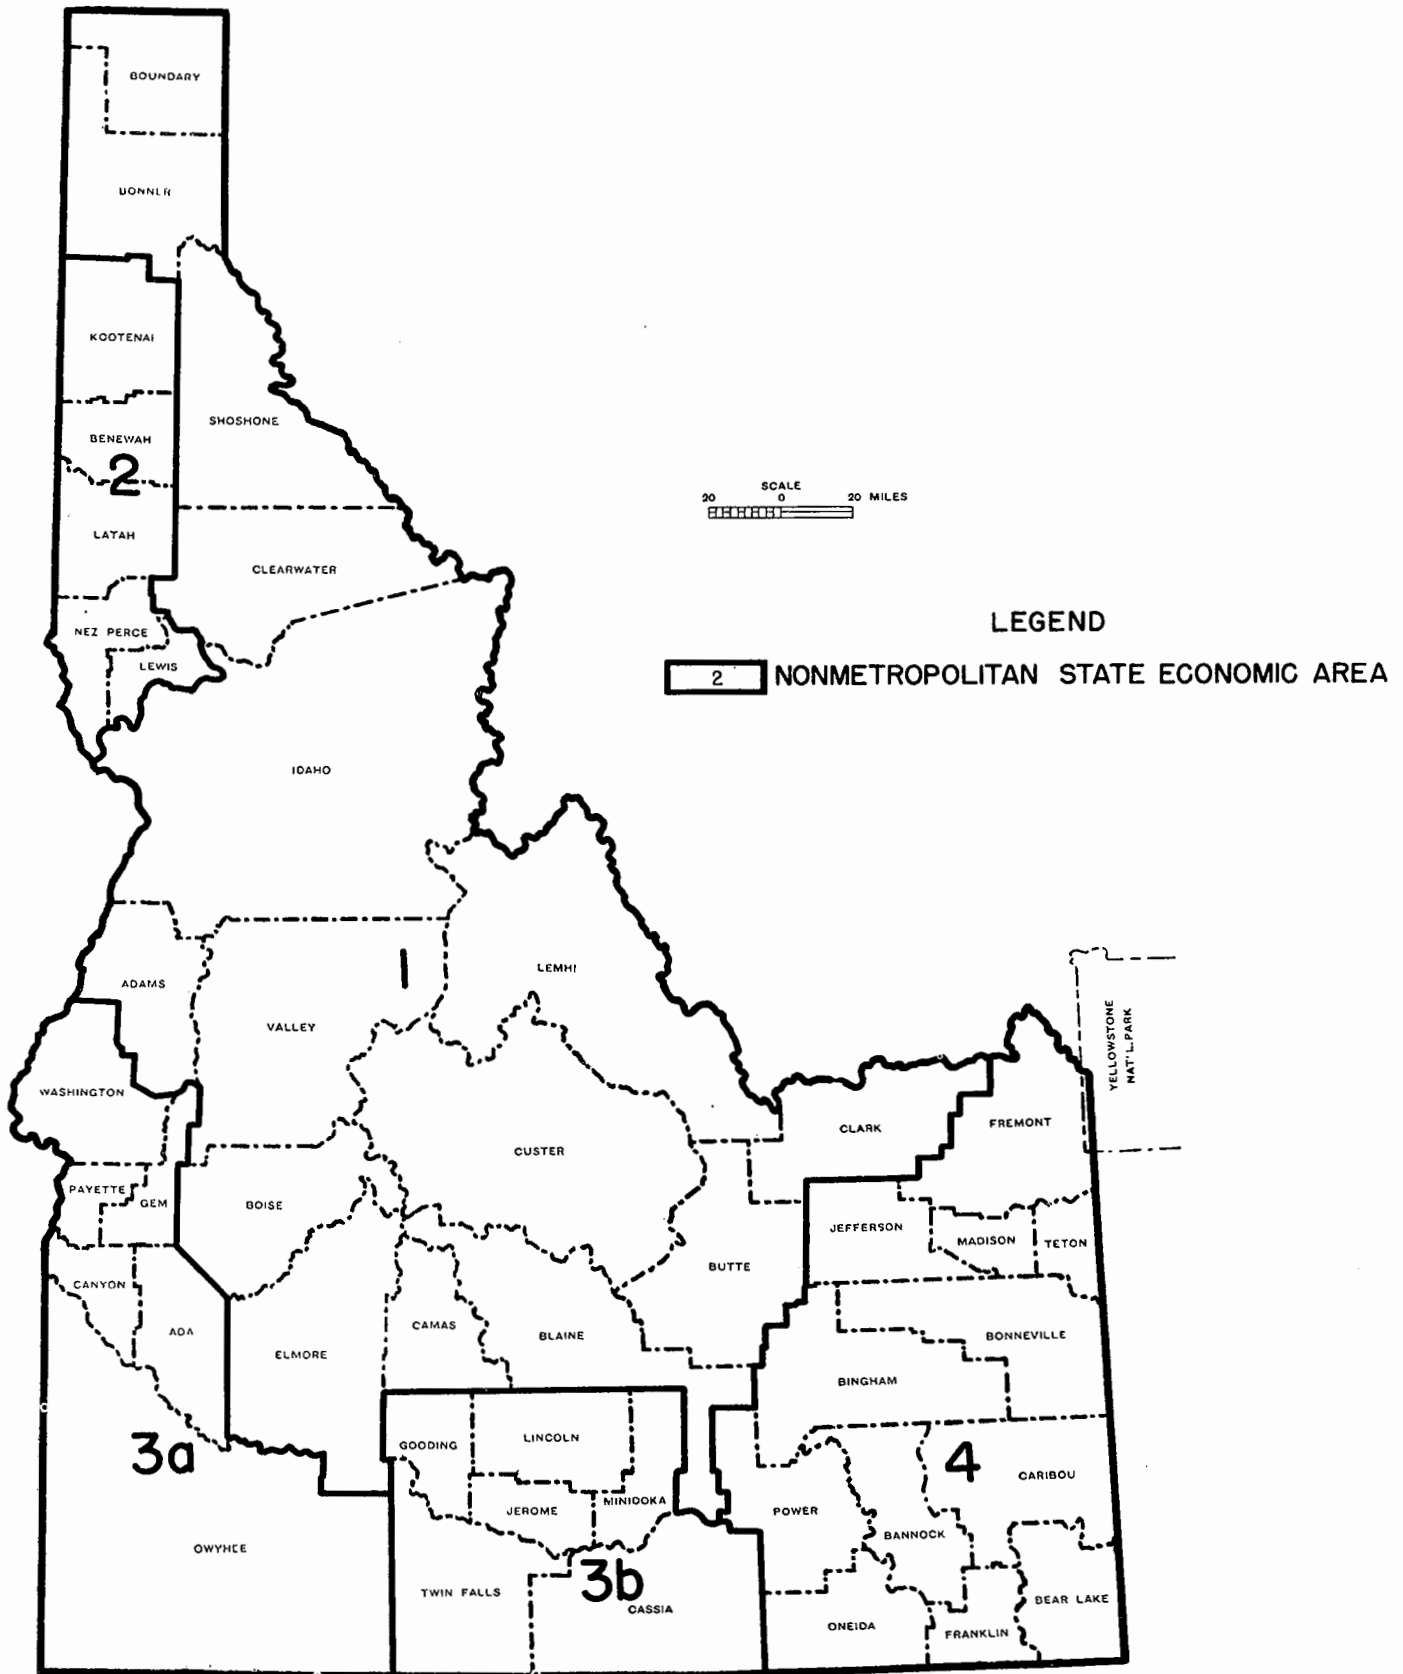 BOUNDARY
BONNER
KOOTENAI
SHOSHONE
BENEWAH
2
SCALE
20 0 20 MILES
LATAH
CLEARWATER
LEGEND
NEZ PERCE
LEWIS
2 NONMETROPOLITAN STATE ECONOMIC AREA
IDAHO
1
LEMHI
ADAMS
VALLEY
YELLOWSTONE
NAT'L. PARK
WASHINGTON
CLARK
FREMONT
CUSTER
PAYETTE
GEM
BOISE
JEFFERSON
MADISON
TETON
BUTTE
CANYON
ADA
CAMAS
BLAINE
BONNEVILLE
ELMORE
BINGHAM
3a
GOODING
LINCOLN
4
CARIBOU
JEROME
MINIDOKA
POWER
BANNOCK
OWYHEE
TWIN FALLS
3b
CASSIA
BEAR LAKE
ONEIDA
FRANKLIN